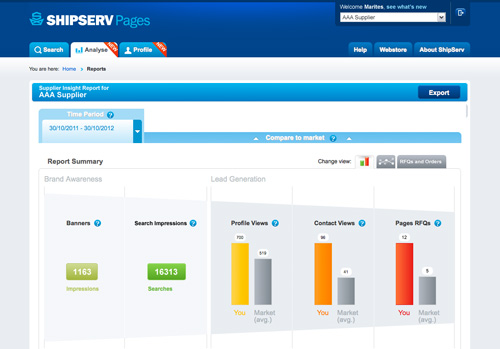 SHIPSERV Pages
Welcome Marites, see what's new
AAA Supplier
Search
Analyse
NEW
Profile
NEW
Help
Webstore
About ShipServ
You are here: Home > Reports
Supplier Insight Report for
AAA Supplier
Export
Time Period ?
30/10/2011 - 30/10/2012
Compare to market ?
Report Summary
Change view:
RFQs and Orders
Brand Awareness
Lead Generation
Banners ?
Search Impressions ?
Profile Views ?
Contact Views ?
Pages RFQs ?
700
96
12
519
1163
16313
41
5
Impressions
Searches
You
Market (avg.)
You
Market (avg.)
You
Market (avg.)